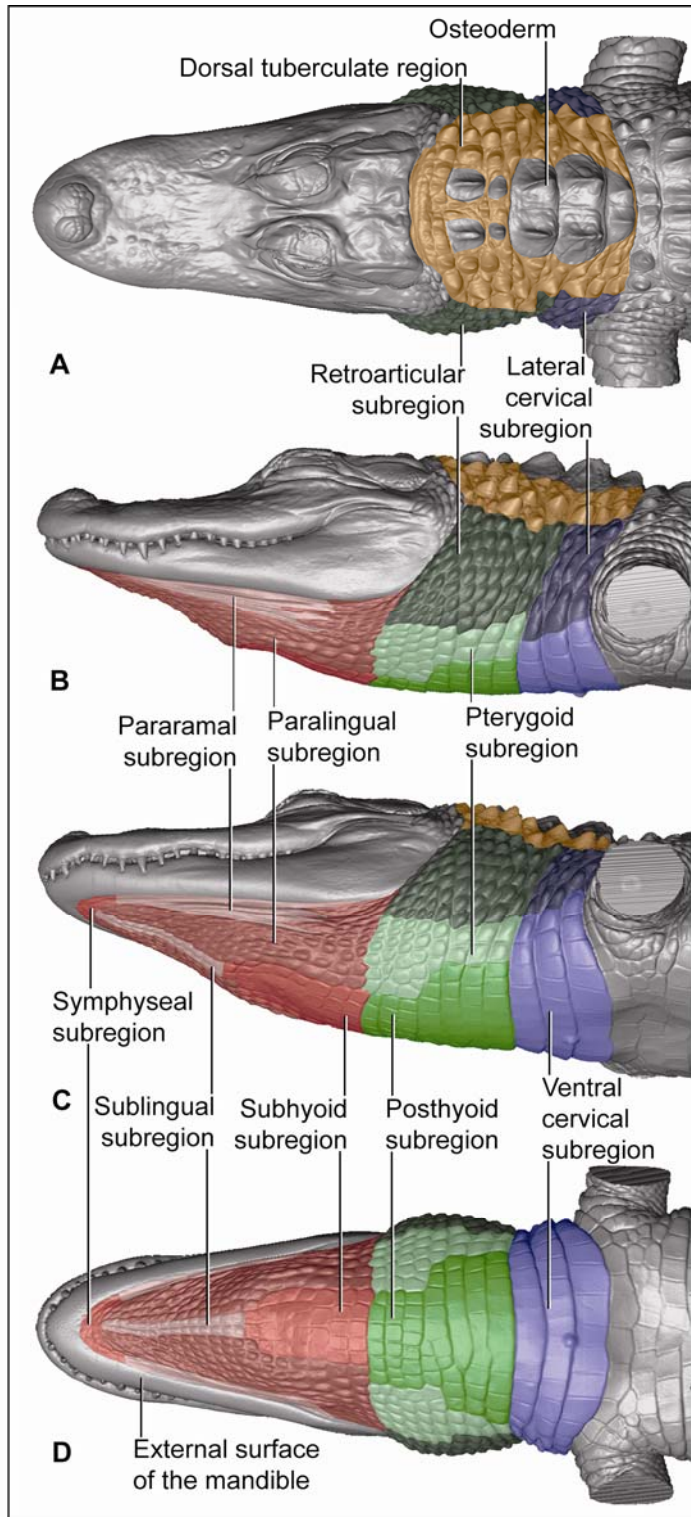 Osteoderm
Dorsal tuberculate region
A
Retroarticular
subregion
Lateral
cervical
subregion
B
Pararamal
subregion
Paralingual
subregion
Pterygoid
subregion
Symphyseal
subregion
C
Sublingual
subregion
Subhyoid
subregion
Posthyoid
subregion
Ventral
cervical
subregion
D
External surface
of the mandible